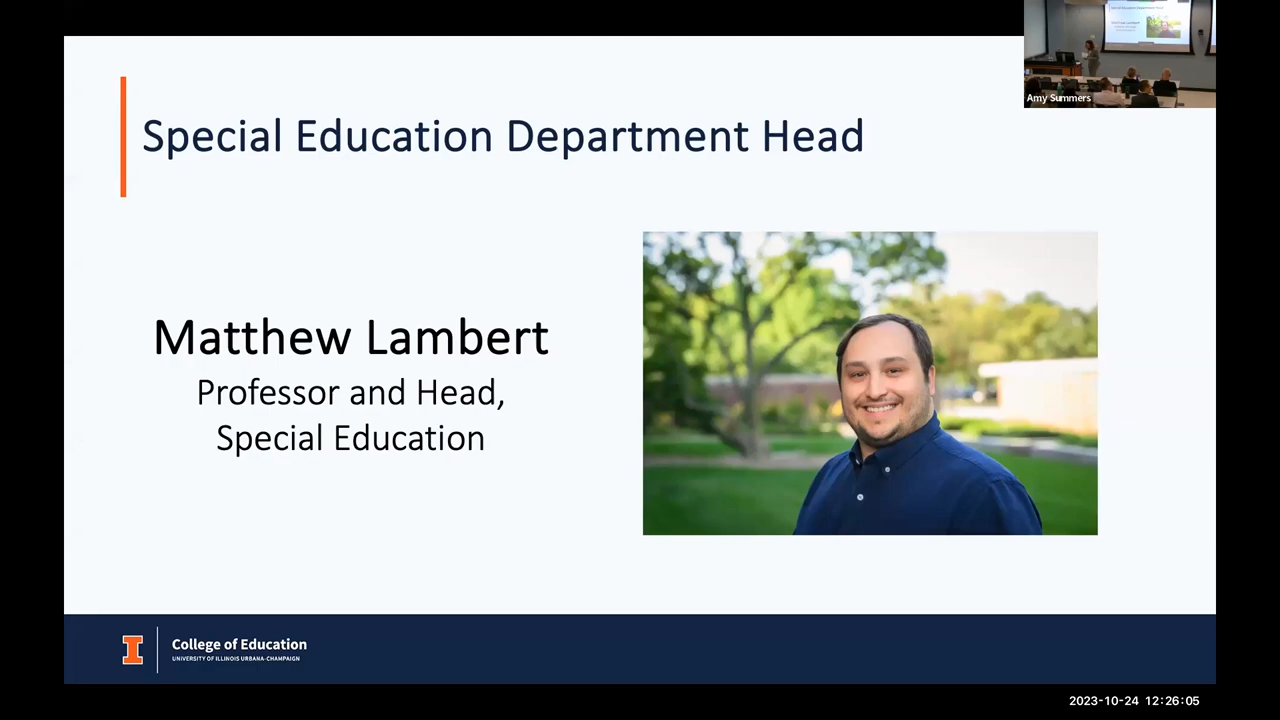 Special Education Department Head
Amy Summers
Matthew Lambert
Professor and Head,
Special Education
I
College of Education
UNIVERSITY OF ILLINOIS URBANA-CHAMPAIGN
2023-10-24 12:26:05